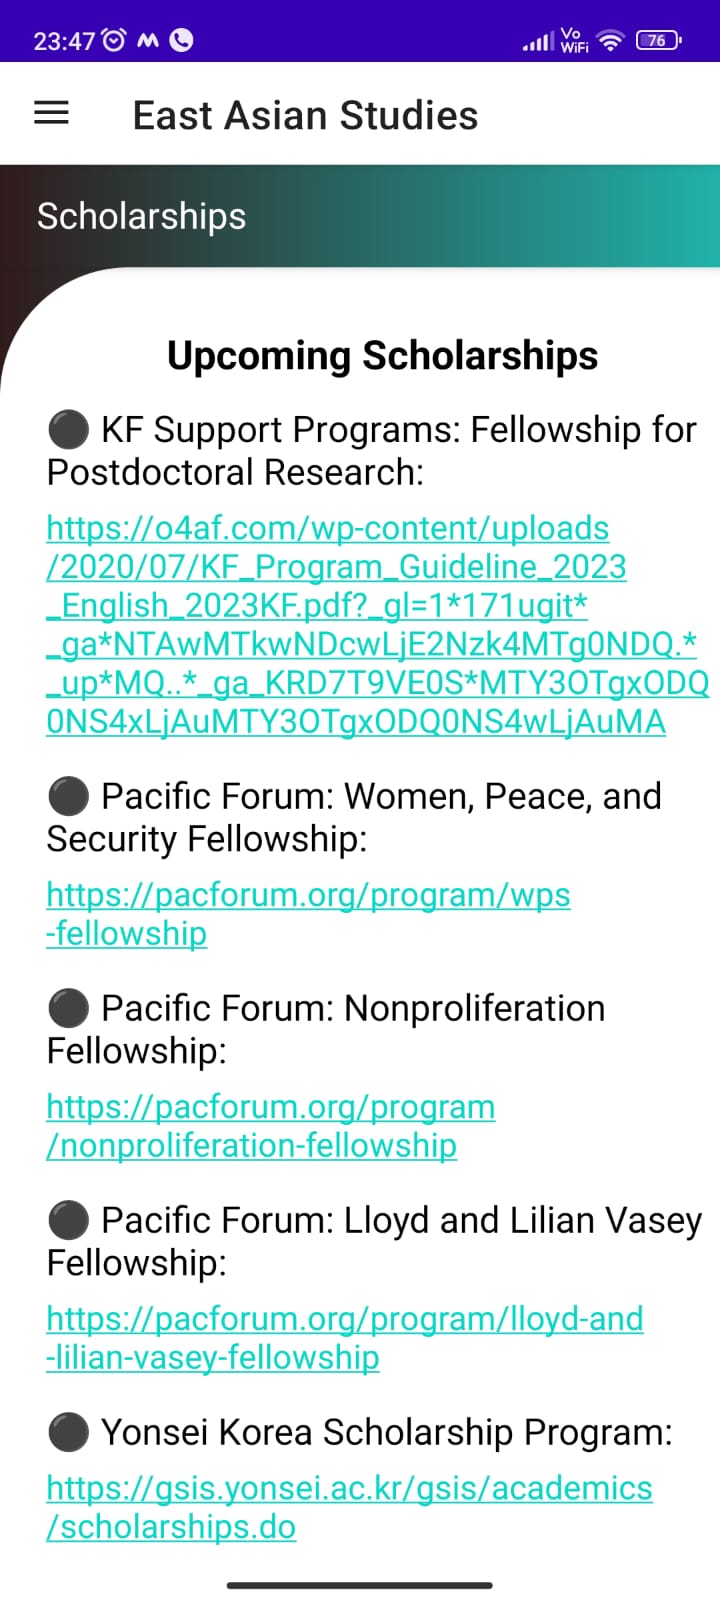 23:47
Vo
WiFi
76
East Asian Studies
Scholarships
Upcoming Scholarships
⚫ KF Support Programs: Fellowship for
Postdoctoral Research:
https://o4af.com/wp-content/uploads
/2020/07/KF_Program_Guideline_2023
_English_2023KF.pdf?_gl=1*171ugit*
_ga*NTAwMTkwNDcwLjE2Nzk4MTg0NDQ.*
_up*MQ..*_ga_KRD7T9VE0S*MTY3OTgxODQ
0NS4xLjAuMTY3OTgxODQ0NS4wLjAuMA
⚫ Pacific Forum: Women, Peace, and
Security Fellowship:
https://pacforum.org/program/wps
-fellowship
⚫ Pacific Forum: Nonproliferation
Fellowship:
https://pacforum.org/program
/nonproliferation-fellowship
⚫ Pacific Forum: Lloyd and Lilian Vasey
Fellowship:
https://pacforum.org/program/lloyd-and
-lilian-vasey-fellowship
⚫ Yonsei Korea Scholarship Program:
https://gsis.yonsei.ac.kr/gsis/academics
/scholarships.do